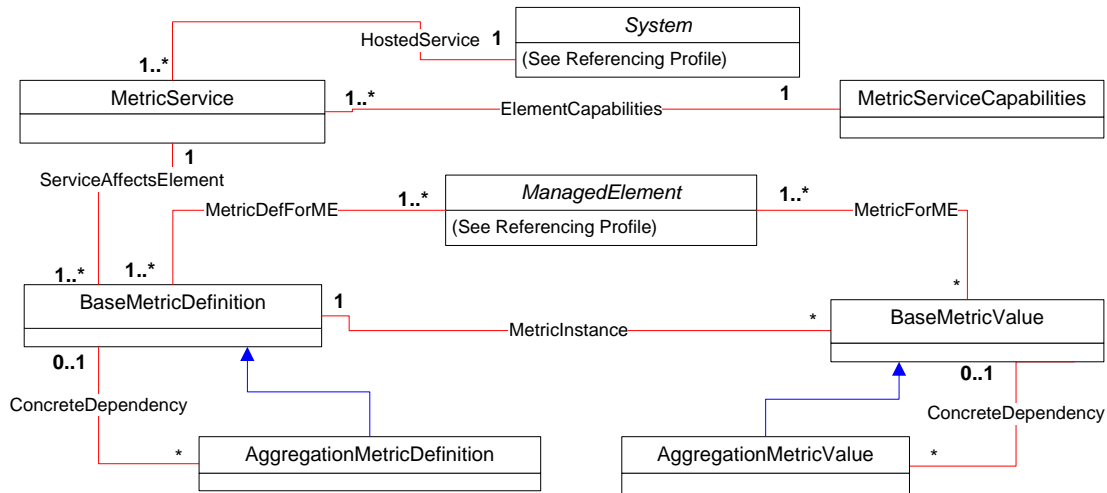 System
HostedService
1
(See Referencing Profile)
1..*
MetricService
1..*
ElementCapabilities
1
MetricServiceCapabilities
1
ServiceAffectsElement
ManagedElement
1..*
1..*
MetricDefForME
MetricForME
(See Referencing Profile)
1..*
1..*
*
BaseMetricDefinition
1
*
BaseMetricValue
MetricInstance
0..1
0..1
ConcreteDependency
ConcreteDependency
*
AggregationMetricDefinition
AggregationMetricValue
*